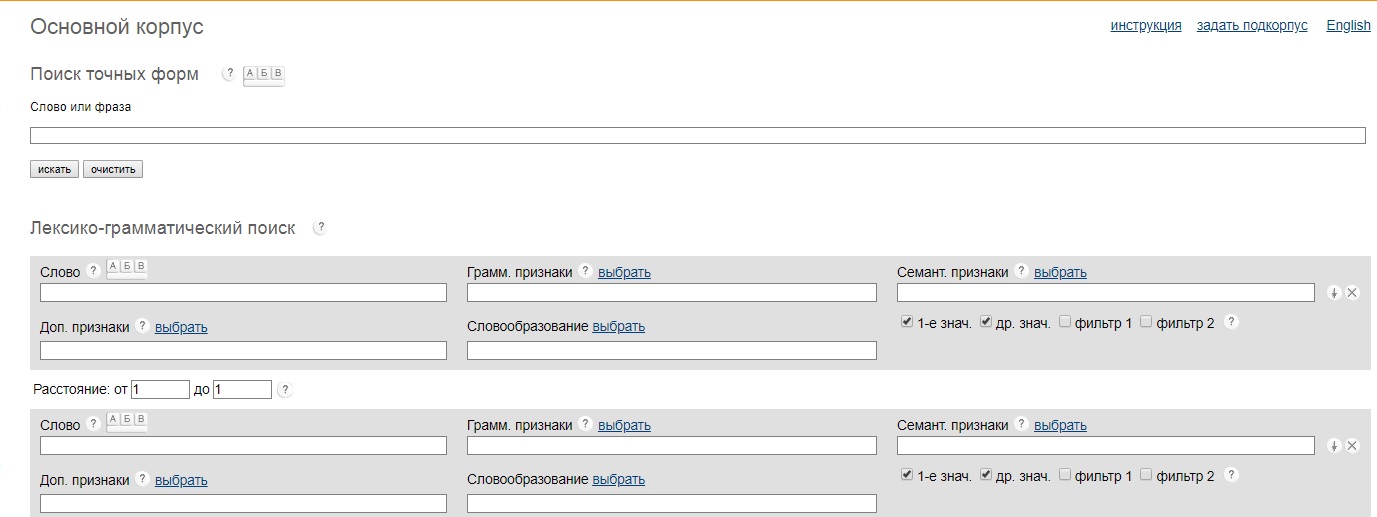 Основной корпус инструкция задать подкорпус English
Поиск точных форм ? А Б В
Слово или фраза
искать очистить
Лексико-грамматический поиск ?
Слово ? А Б В Грамм. признаки ? выбрать Семант. признаки ? выбрать
Доп. признаки ? выбрать Словообразование выбрать 1-е знач. др. знач. фильтр 1 фильтр 2 ?
Расстояние: от 1 до 1 ?
Слово ? А Б В Грамм. признаки ? выбрать Семант. признаки ? выбрать
Доп. признаки ? выбрать Словообразование выбрать 1-е знач. др. знач. фильтр 1 фильтр 2 ?